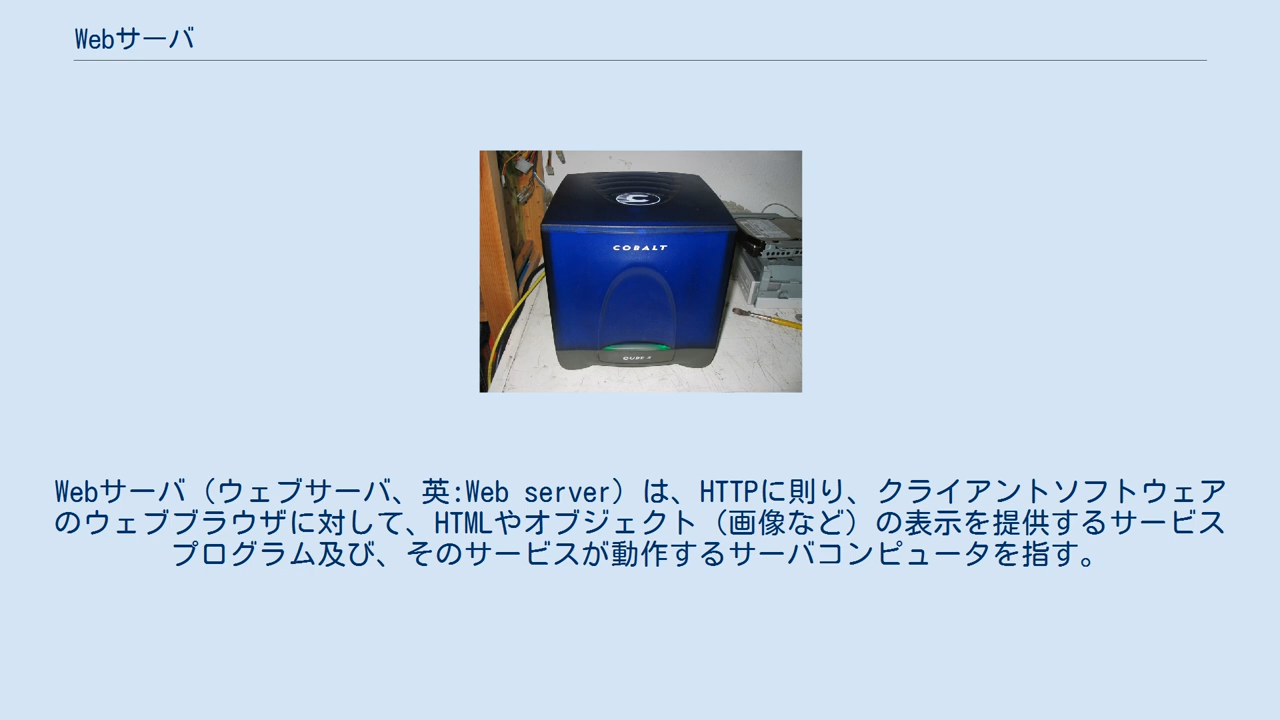 Webサーバ
COBALT
QUBE 3
Webサーバ（ウェブサーバ、英:Web server）は、HTTPに則り、クライアントソフトウェア
のウェブブラウザに対して、HTMLやオブジェクト（画像など）の表示を提供するサービス
プログラム及び、そのサービスが動作するサーバコンピュータを指す。